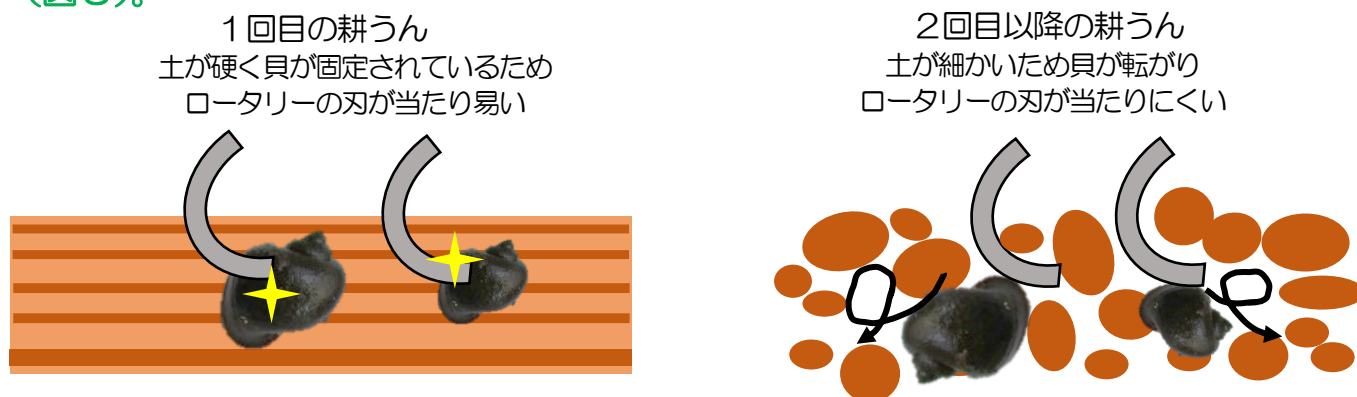 （図３）。
１回目の耕うん
土が硬く貝が固定されているため
ロータリーの刃が当たり易い
２回目以降の耕うん
土が細かいため貝が転がり
ロータリーの刃が当たりにくい